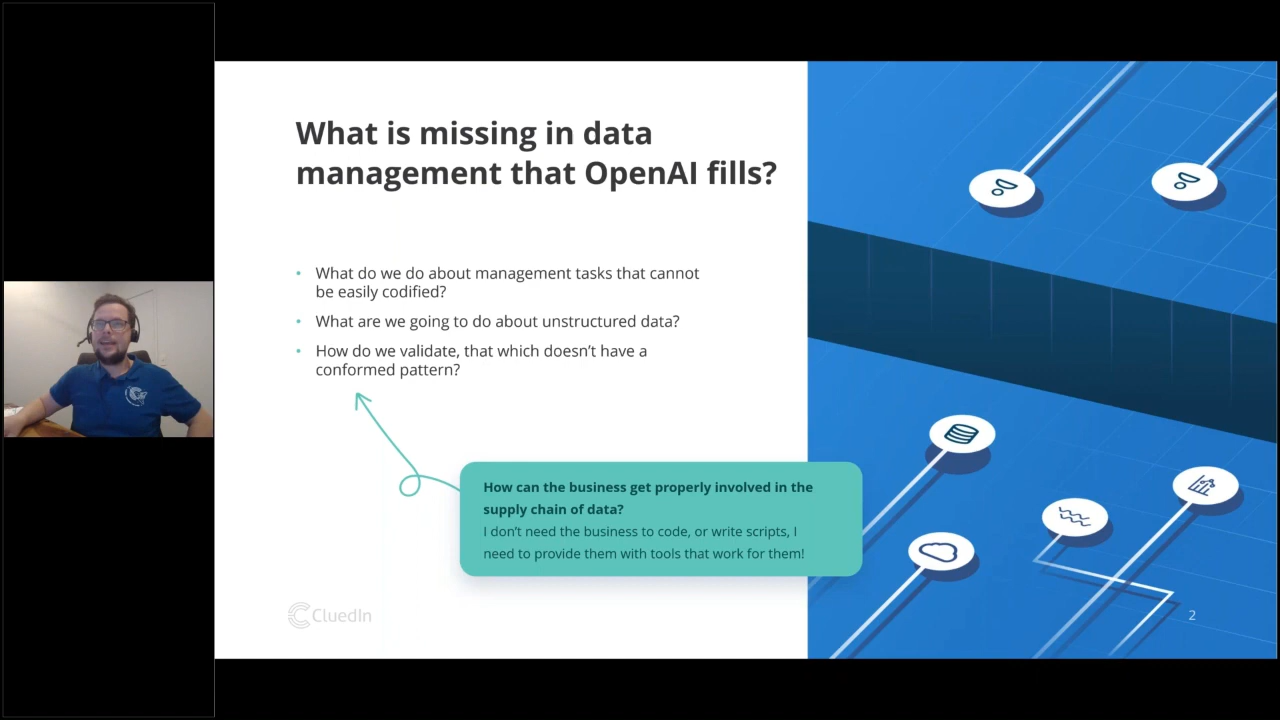 What is missing in data
management that OpenAI fills?
• What do we do about management tasks that cannot
be easily codified?
• What are we going to do about unstructured data?
• How do we validate, that which doesn’t have a
conformed pattern?
How can the business get properly involved in the
supply chain of data?
I don’t need the business to code, or write scripts, I
need to provide them with tools that work for them!
CluedIn
2